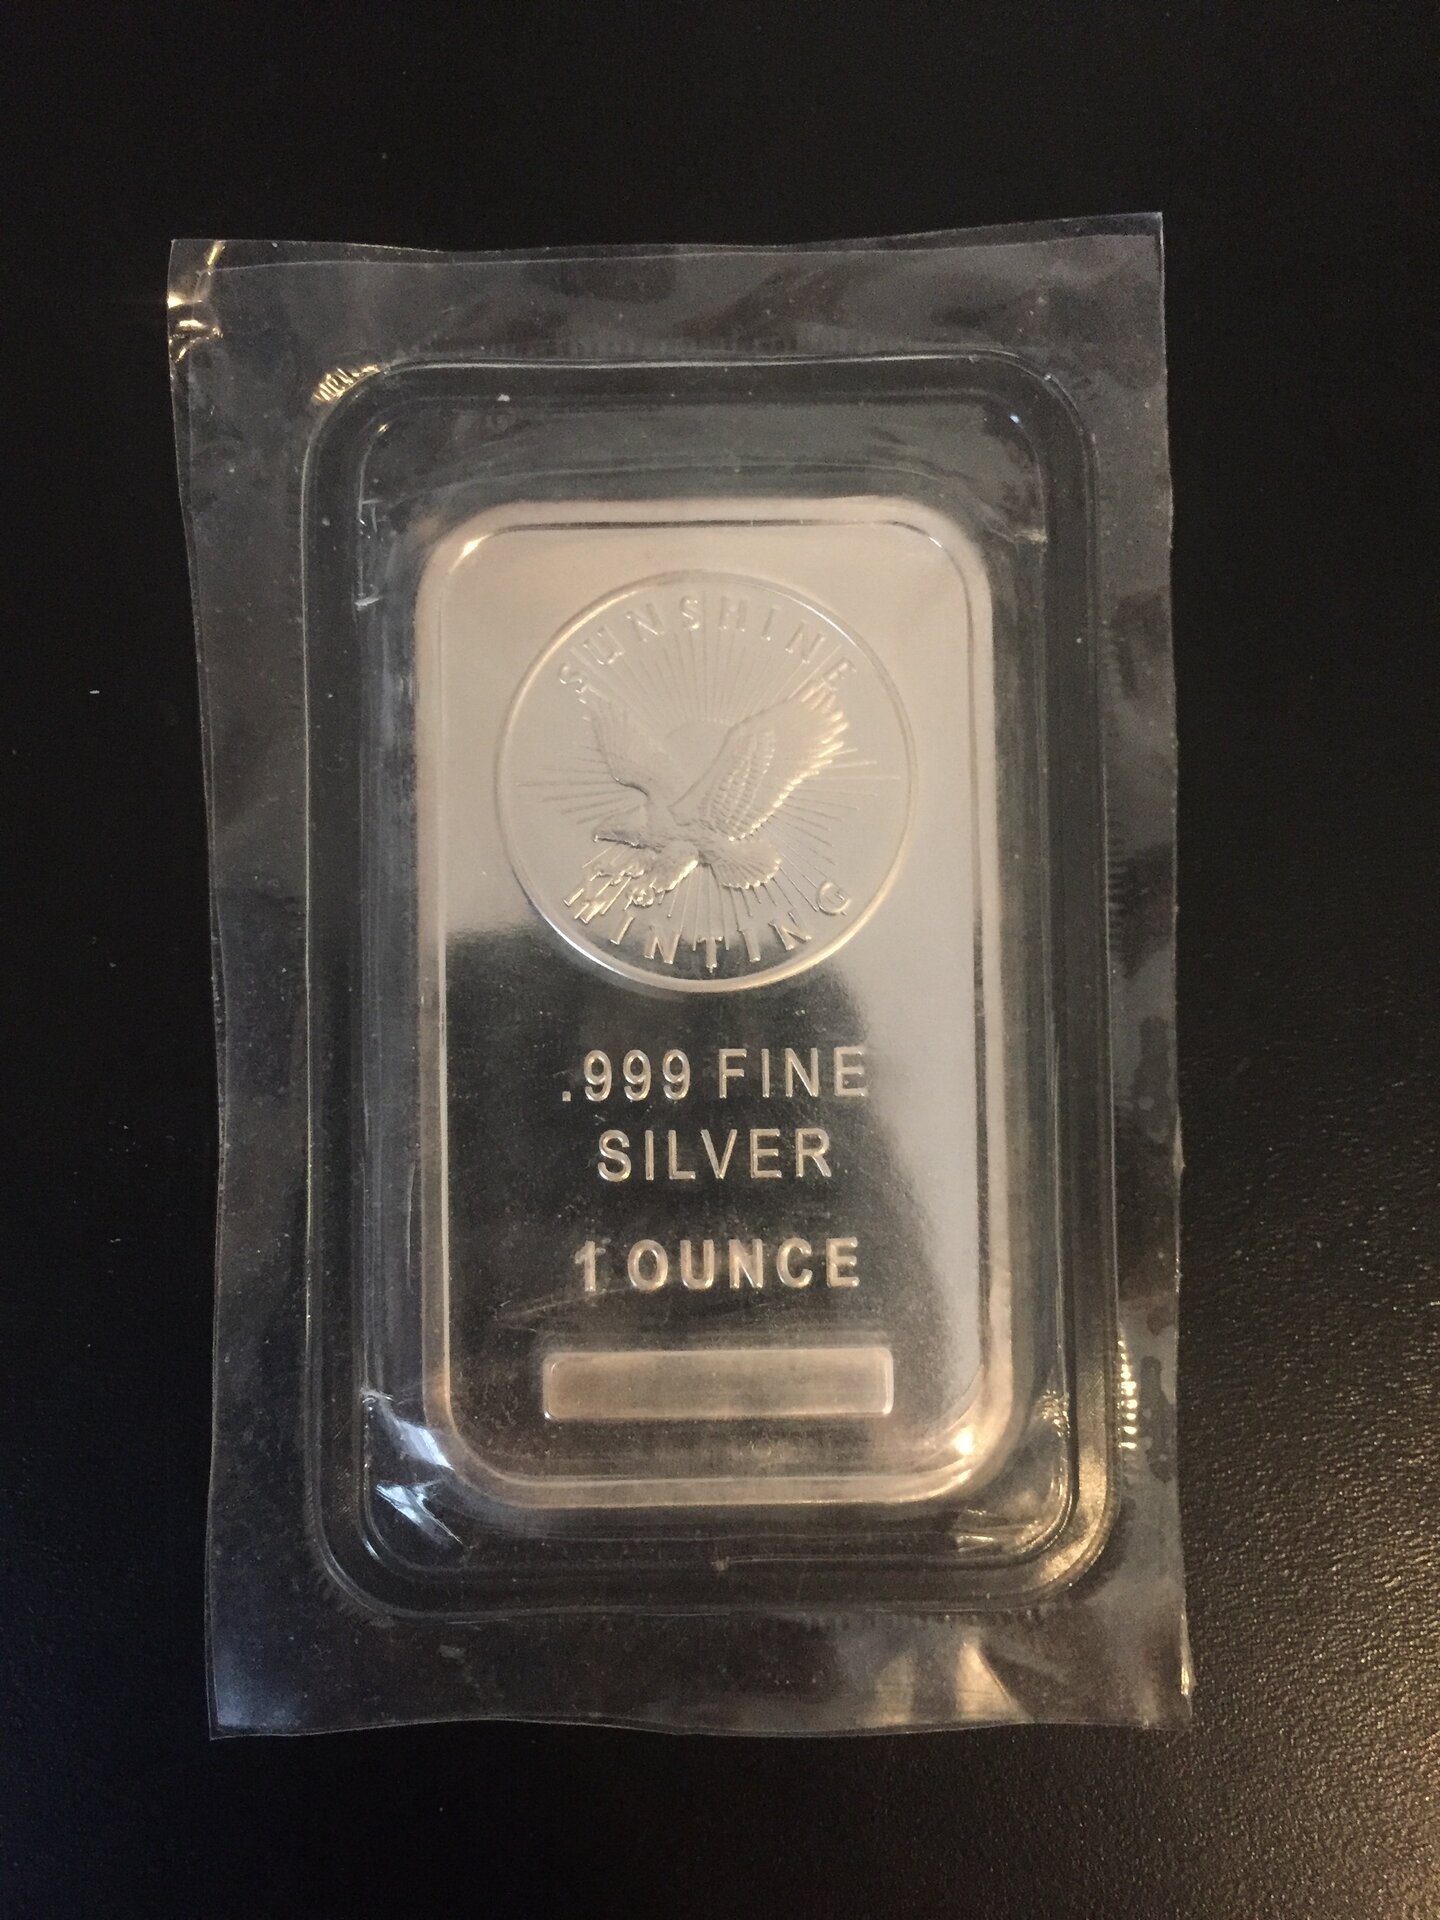 SUNSHINE
MINTING
.999 FINE
SILVER
1 OUNCE